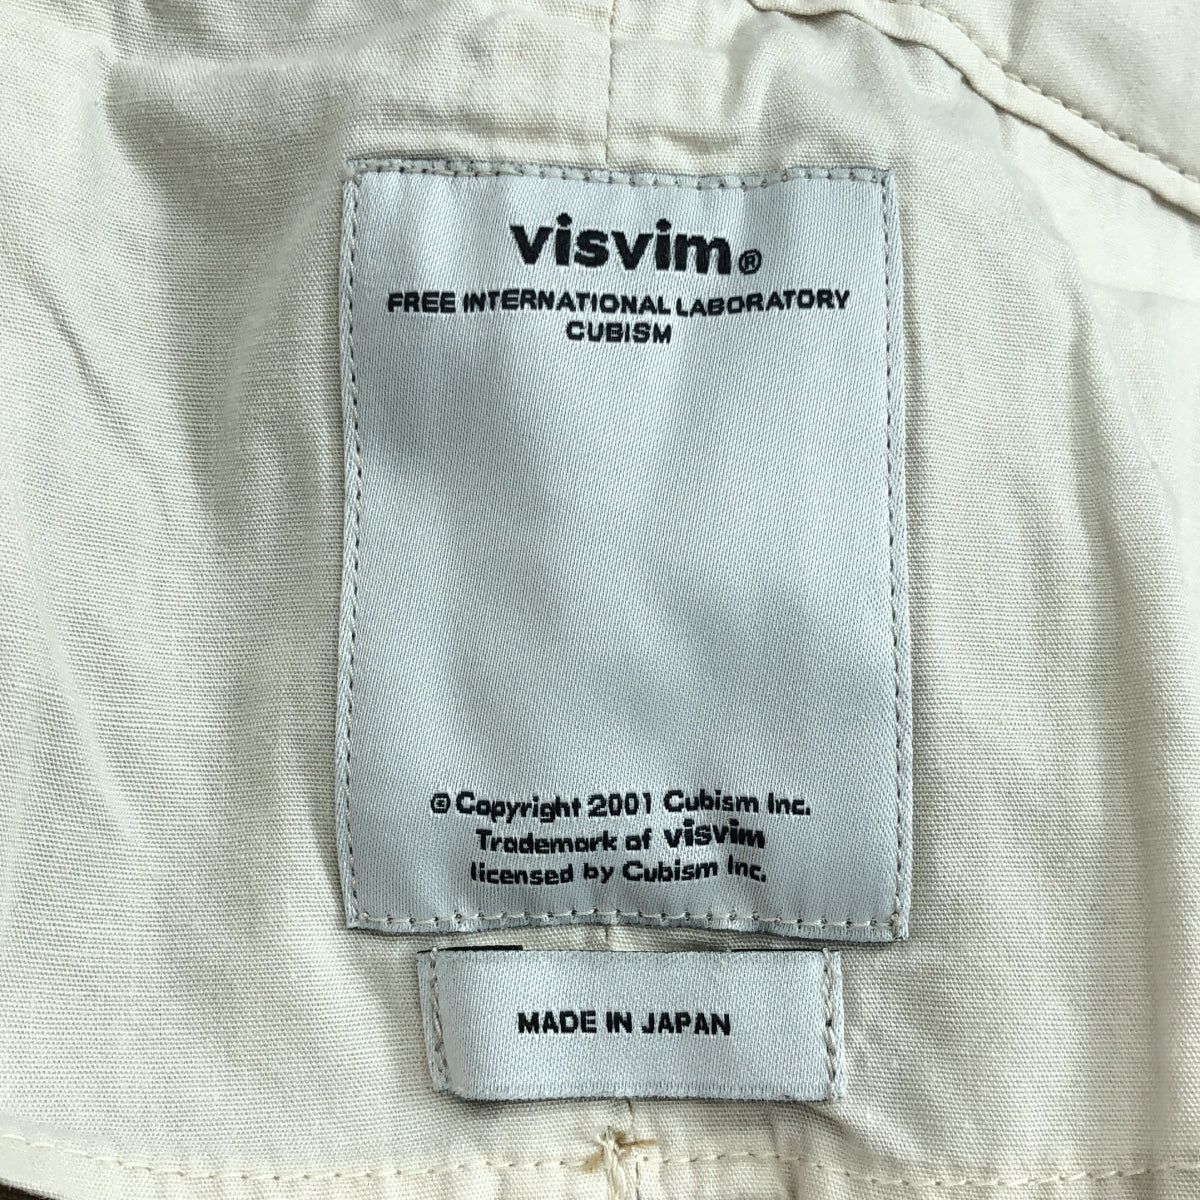 visvim®
FREE INTERNATIONAL LABORATORY
CUBISM
© Copyright 2001 Cubism Inc.
Trademark of visvim
licensed by Cubism Inc.
MADE IN JAPAN